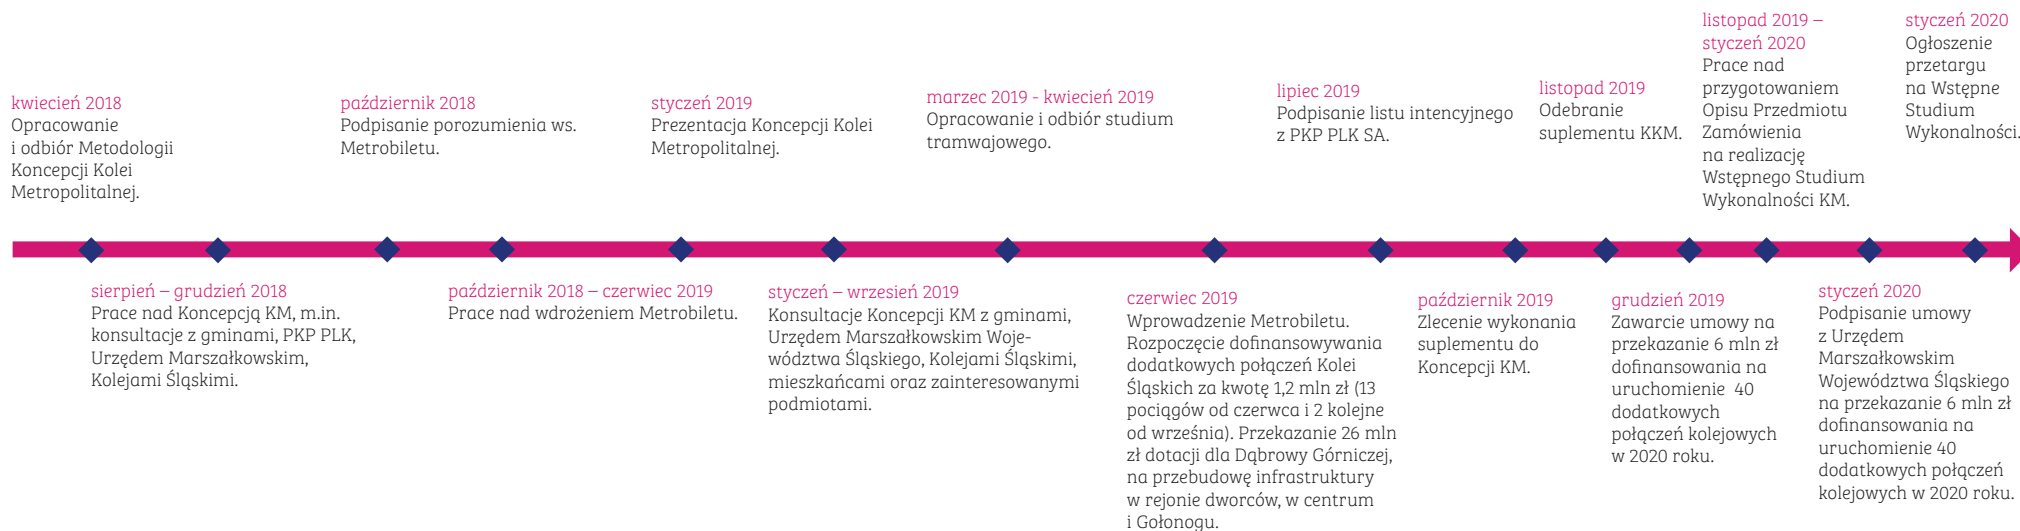 kwiecień 2018
Opracowanie
i odbiór Metodologii
Koncepcji Kolei
Metropolitalnej.
październik 2018
Podpisanie porozumienia ws.
Metrobiletu.
styczeń 2019
Prezentacja Koncepcji Kolei
Metropolitalnej.
marzec 2019 - kwiecień 2019
Opracowanie i odbiór studium
tramwajowego.
lipiec 2019
Podpisanie listu intencyjnego
z PKP PLK SA.
listopad 2019
Odebranie
suplementu KKM.
listopad 2019 –
styczeń 2020
Prace nad
przygotowaniem
Opisu Przedmiotu
Zamówienia
na realizację
Wstępnego Studium
Wykonalności KM.
styczeń 2020
Ogłoszenie
przetargu
na Wstępne
Studium
Wykonalności.
sierpień – grudzień 2018
Prace nad Koncepcją KM, m.in.
konsultacje z gminami, PKP PLK,
Urzędem Marszałkowskim,
Kolejami Śląskimi.
październik 2018 – czerwiec 2019
Prace nad wdrożeniem Metrobiletu.
styczeń – wrzesień 2019
Konsultacje Koncepcji KM z gminami,
Urzędem Marszałkowskim Woje-
wództwa Śląskiego, Kolejami Śląskimi,
mieszkańcami oraz zainteresowanymi
podmiotami.
czerwiec 2019
Wprowadzenie Metrobiletu.
Rozpoczęcie dofinansowywania
dodatkowych połączeń Kolei
Śląskich za kwotę 1,2 mln zł (13
pociągów od czerwca i 2 kolejne
od września). Przekazanie 26 mln
zł dotacji dla Dąbrowy Górniczej,
na przebudowę infrastruktury
w rejonie dworców, w centrum
i Gołonogu.
październik 2019
Zlecenie wykonania
suplementu do
Koncepcji KM.
grudzień 2019
Zawarcie umowy na
przekazanie 6 mln zł
dofinansowania na
uruchomienie 40
dodatkowych
połączeń kolejowych
w 2020 roku.
styczeń 2020
Podpisanie umowy
z Urzędem
Marszałkowskim
Województwa Śląskiego
na przekazanie 6 mln zł
dofinansowania na
uruchomienie 40
dodatkowych połączeń
kolejowych w 2020 roku.